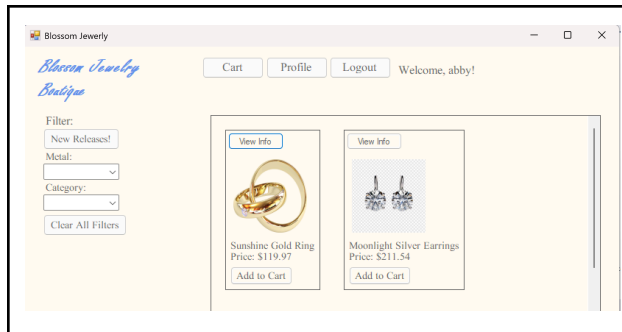 Blossom Jewerly
Blossom Jewelry
Boutique
Cart Profile Logout Welcome, abby!
Filter:
New Releases!
Metal:
Category:
Clear All Filters
View Info
Sunshine Gold Ring
Price: $119.97
Add to Cart
View Info
Moonlight Silver Earrings
Price: $211.54
Add to Cart